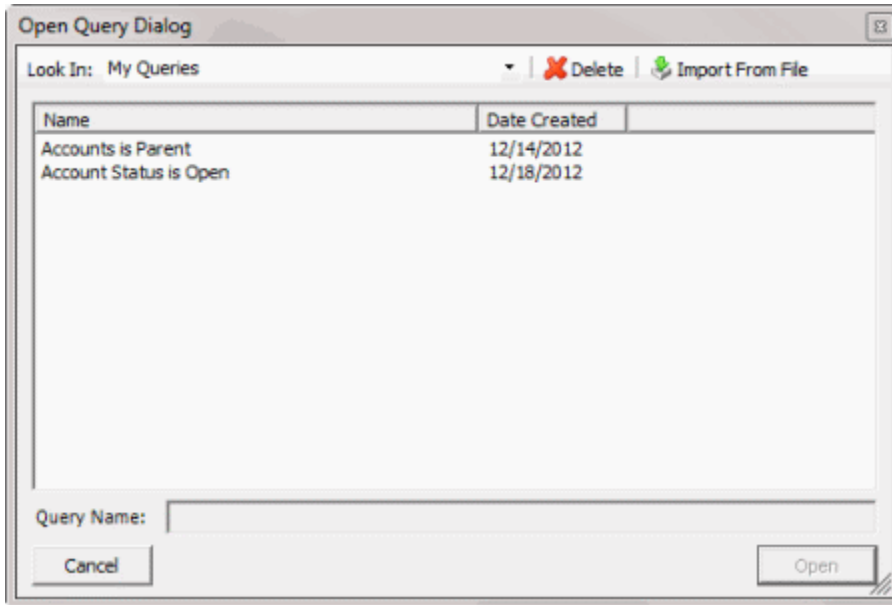 Open Query Dialog
Look In: My Queries Delete Import From File
Name Date Created
Accounts is Parent 12/14/2012
Account Status is Open 12/18/2012
Query Name:
Cancel Open